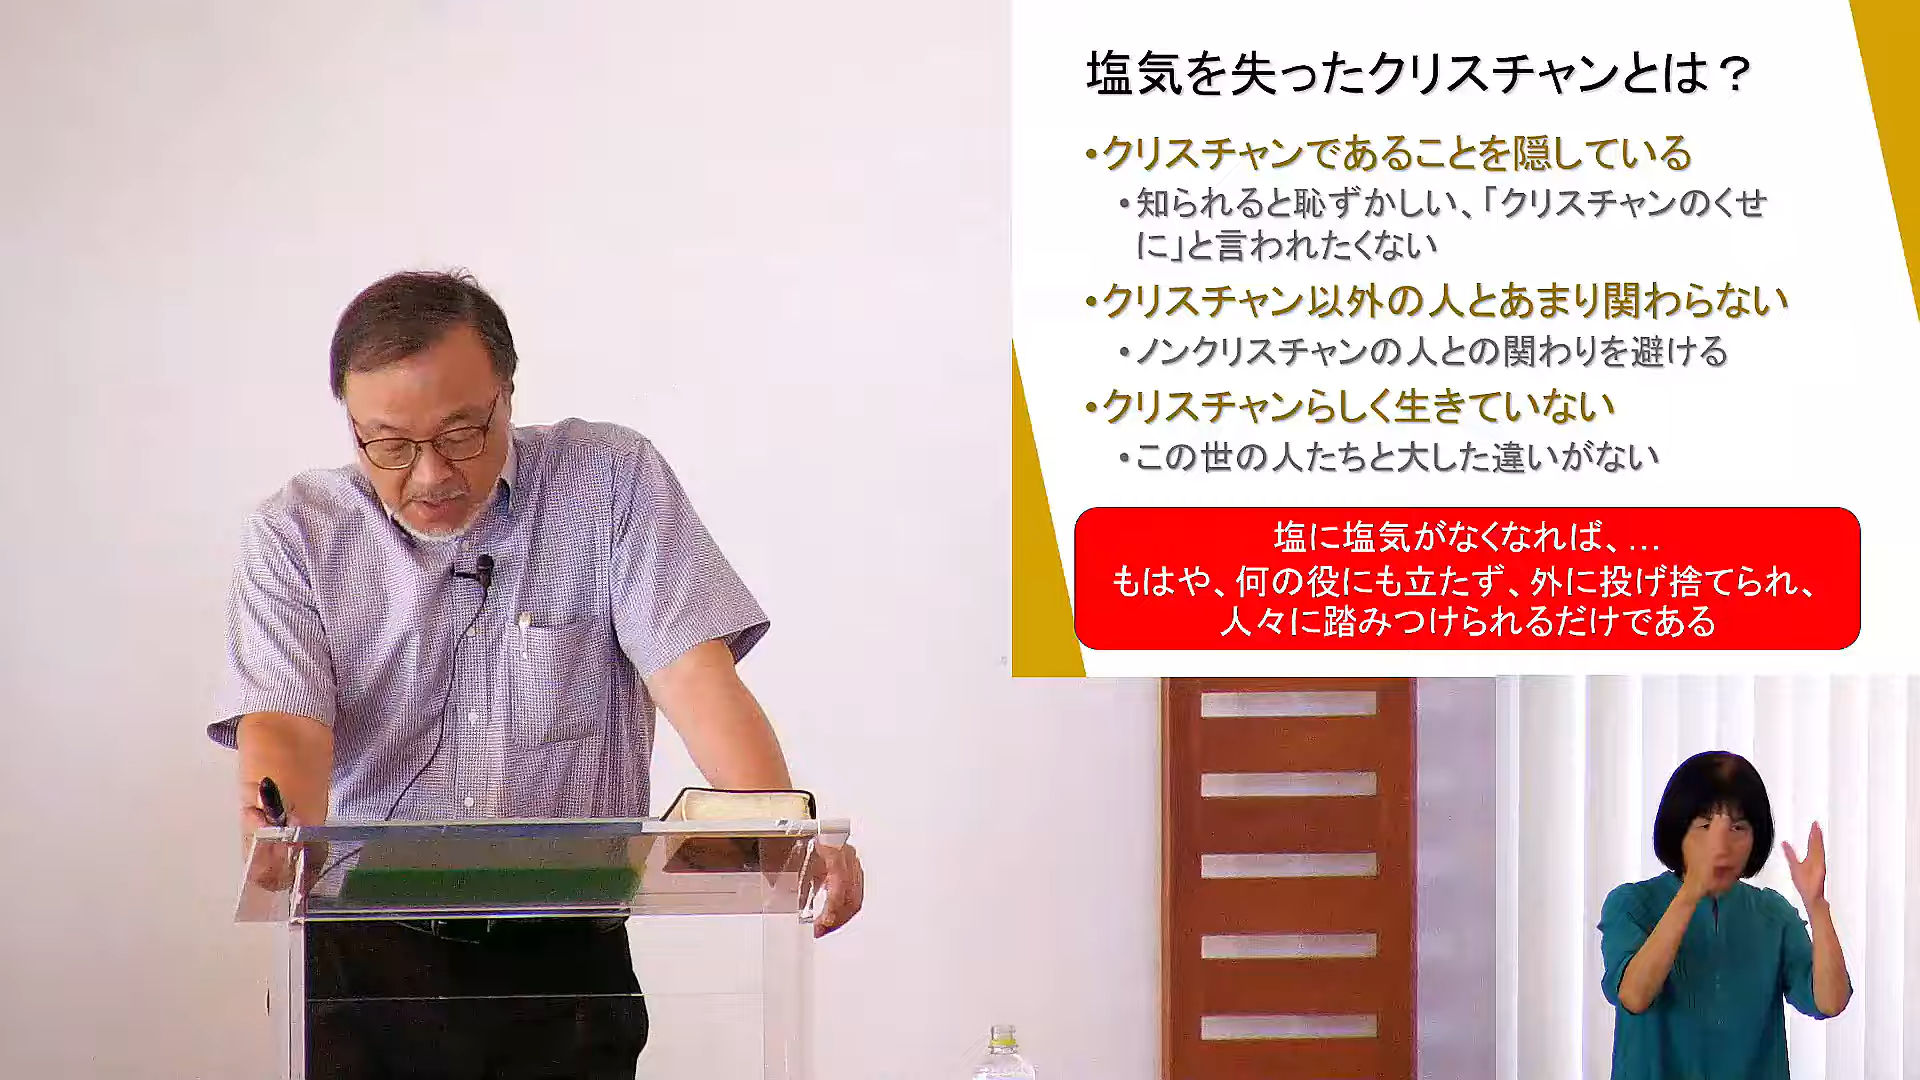 塩気を失ったクリスチャンとは？
•クリスチャンであることを隠している
•知られると恥ずかしい、「クリスチャンのくせ
に」と言われたくない
•クリスチャン以外の人とあまり関わらない
•ノンクリスチャンの人との関わりを避ける
•クリスチャンらしく生きていない
•この世の人たちと大した違いがない
塩に塩気がなくなれば、…
もはや、何の役にも立たず、外に投げ捨てられ、
人々に踏みつけられるだけである